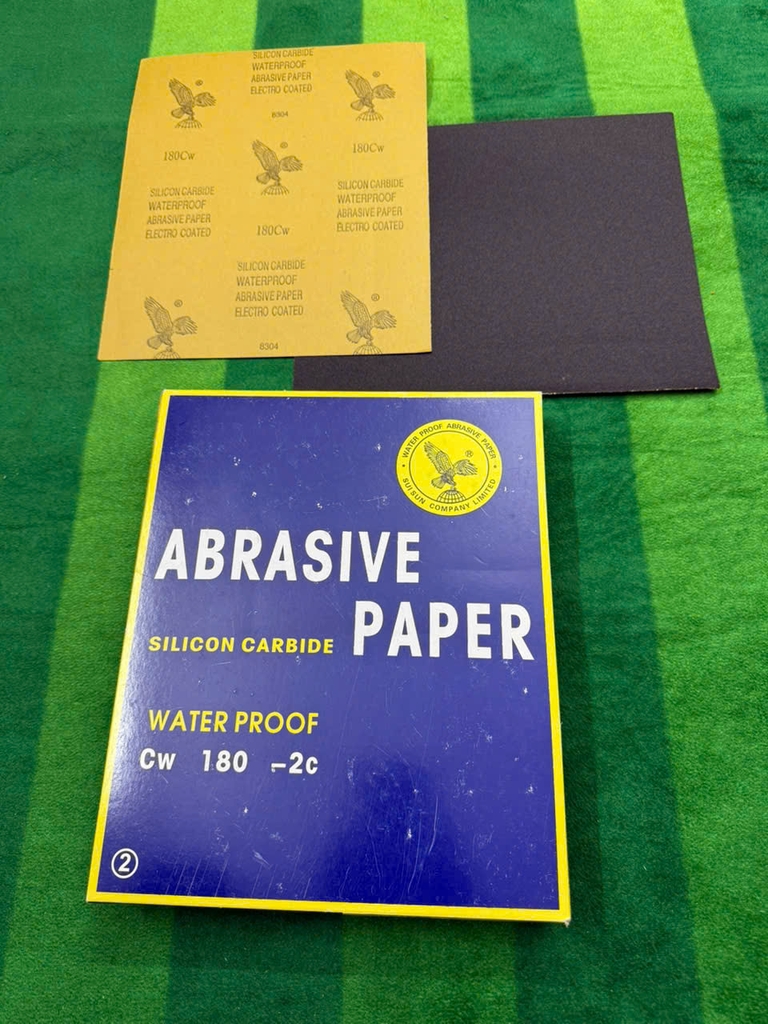 SILICON CARBIDE
WATERPROOF
ABRASIVE PAPER
ELECTRO COATED
®
®
8304
®
180Cw
180Cw
SILICON CARBIDE
WATERPROOF
ABRASIVE PAPER
ELECTRO COATED
SILICON CARBIDE
WATERPROOF
ABRASIVE PAPER
ELECTRO COATED
180Cw
SILICON CARBIDE
WATERPROOF
ABRASIVE PAPER
ELECTRO COATED
®
®
8304
WATER PROOF ABRASIVE PAPER
®
SUISUN COMPANY LIMITED
ABRASIVE
PAPER
SILICON CARBIDE
WATER PROOF
Cw 180 -2c
②